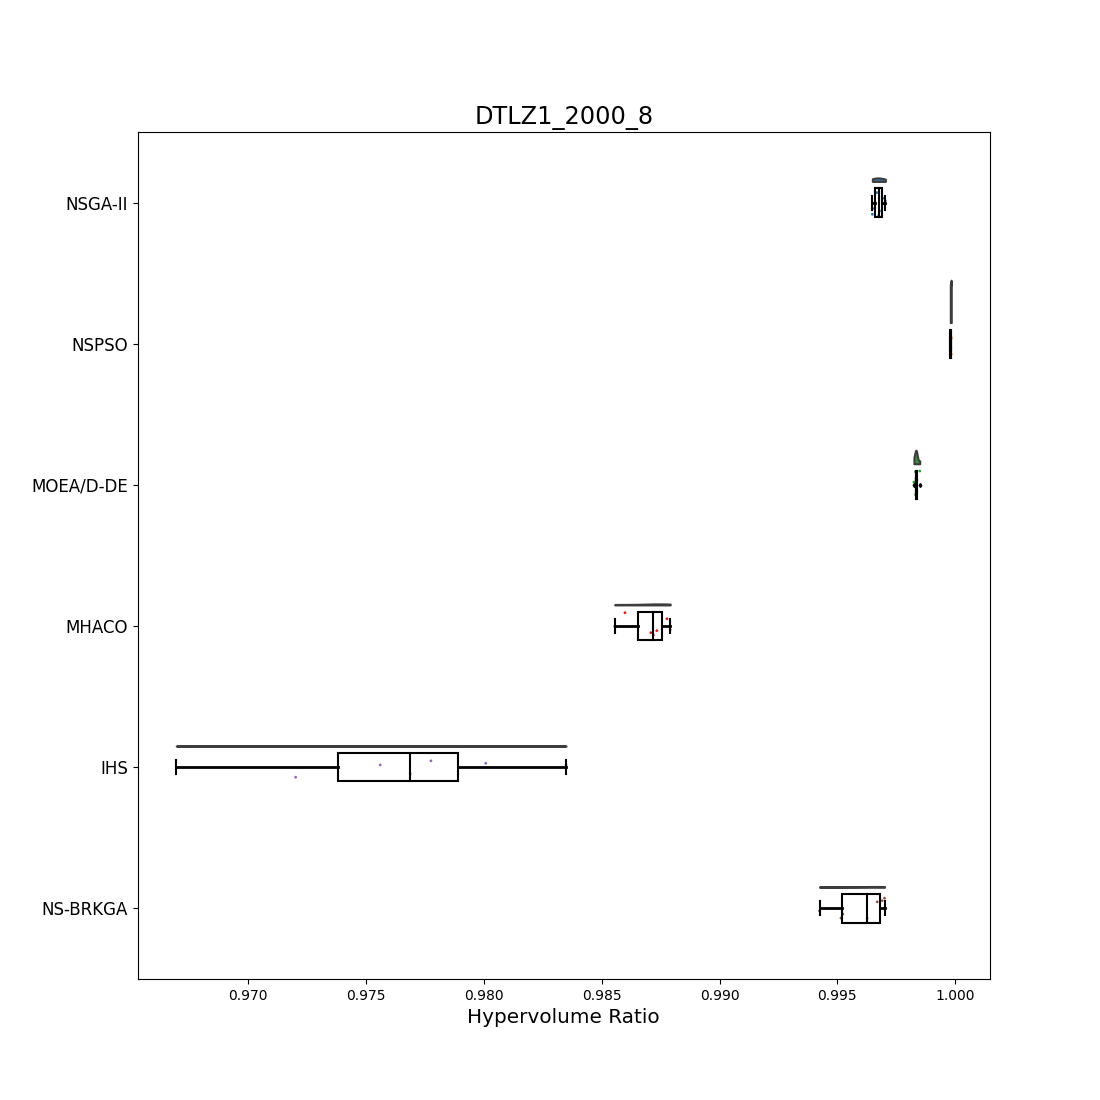 DTLZ1_2000_8
NSGA-II
NSPSO
MOEA/D-DE
MHACO
IHS
NS-BRKGA
0.970 0.975 0.980 0.985 0.990 0.995 1.000
Hypervolume Ratio